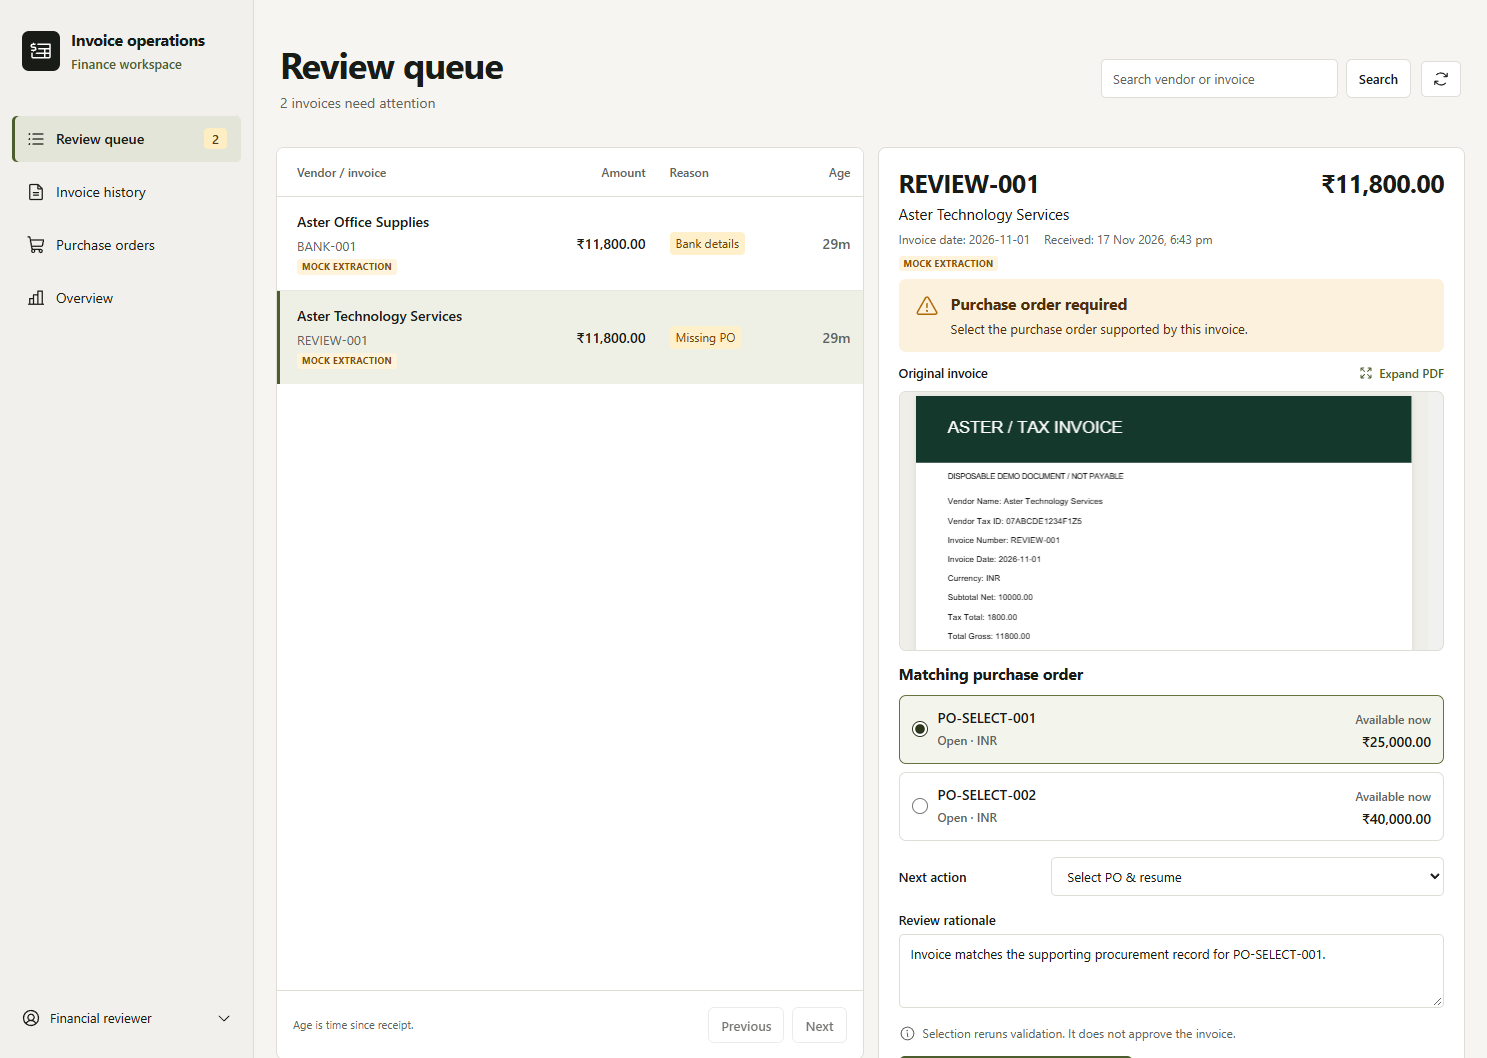 Invoice operations
Finance workspace
Review queue 2
Invoice history
Purchase orders
Overview
Financial reviewer
Review queue
2 invoices need attention
Search vendor or invoice
Search
Vendor / invoice Amount Reason Age
Aster Office Supplies
BANK-001 ₹11,800.00 Bank details 29m
MOCK EXTRACTION
Aster Technology Services
REVIEW-001 ₹11,800.00 Missing PO 29m
MOCK EXTRACTION
Age is time since receipt.
Previous Next
REVIEW-001 ₹11,800.00
Aster Technology Services
Invoice date: 2026-11-01 Received: 17 Nov 2026, 6:43 pm
MOCK EXTRACTION
Purchase order required
Select the purchase order supported by this invoice.
Original invoice Expand PDF
ASTER / TAX INVOICE
DISPOSABLE DEMO DOCUMENT / NOT PAYABLE
Vendor Name: Aster Technology Services
Vendor Tax ID: 07ABCDE1234F1Z5
Invoice Number: REVIEW-001
Invoice Date: 2026-11-01
Currency: INR
Subtotal Net: 10000.00
Tax Total: 1800.00
Total Gross: 11800.00
Matching purchase order
PO-SELECT-001 Available now
Open · INR ₹25,000.00
PO-SELECT-002 Available now
Open · INR ₹40,000.00
Next action Select PO & resume
Review rationale
Invoice matches the supporting procurement record for PO-SELECT-001.
Selection reruns validation. It does not approve the invoice.